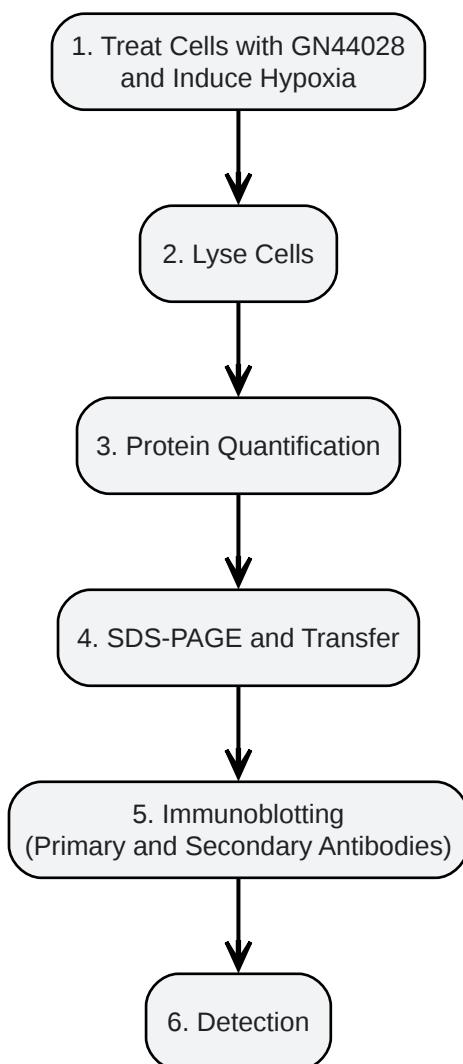 1. Treat Cells with GN44028
and Induce Hypoxia
2. Lyse Cells
3. Protein Quantification
4. SDS-PAGE and Transfer
5. Immunoblotting
(Primary and Secondary Antibodies)
6. Detection